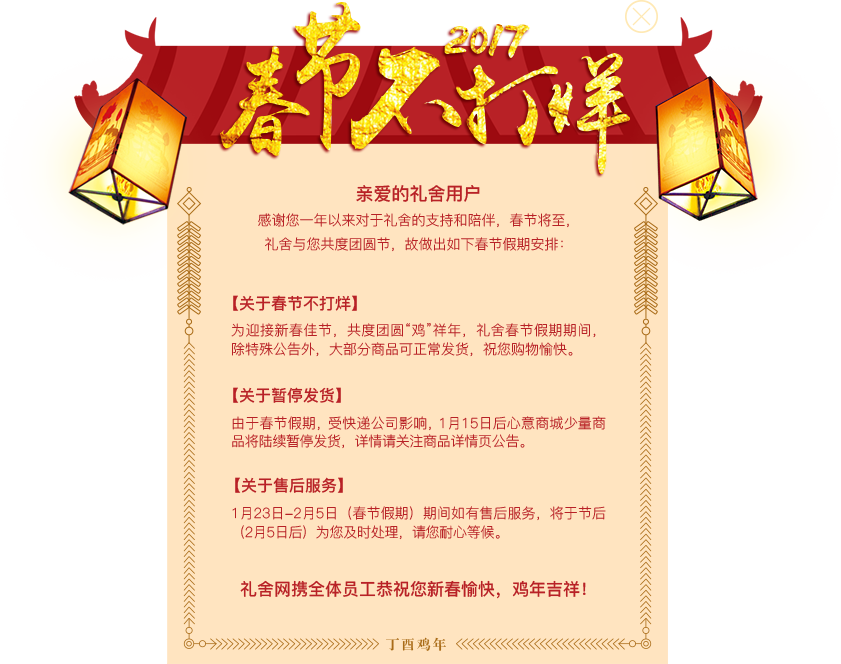 2017
春节不打烊
亲爱的礼舍用户
感谢您一年以来对于礼舍的支持和陪伴，春节将至，
礼舍与您共度团圆节，故做出如下春节假期安排：
【关于春节不打烊】
为迎接新春佳节，共度团圆“鸡”祥年，礼舍春节假期期间，
除特殊公告外，大部分商品可正常发货，祝您购物愉快。
【关于暂停发货】
由于春节假期，受快递公司影响，1月15日后心意商城少量商
品将陆续暂停发货，详情请关注商品详情页公告。
【关于售后服务】
1月23日-2月5日（春节假期）期间如有售后服务，将于节后
（2月5日后）为您及时处理，请您耐心等候。
礼舍网携全体员工恭祝您新春愉快，鸡年吉祥！
丁酉鸡年